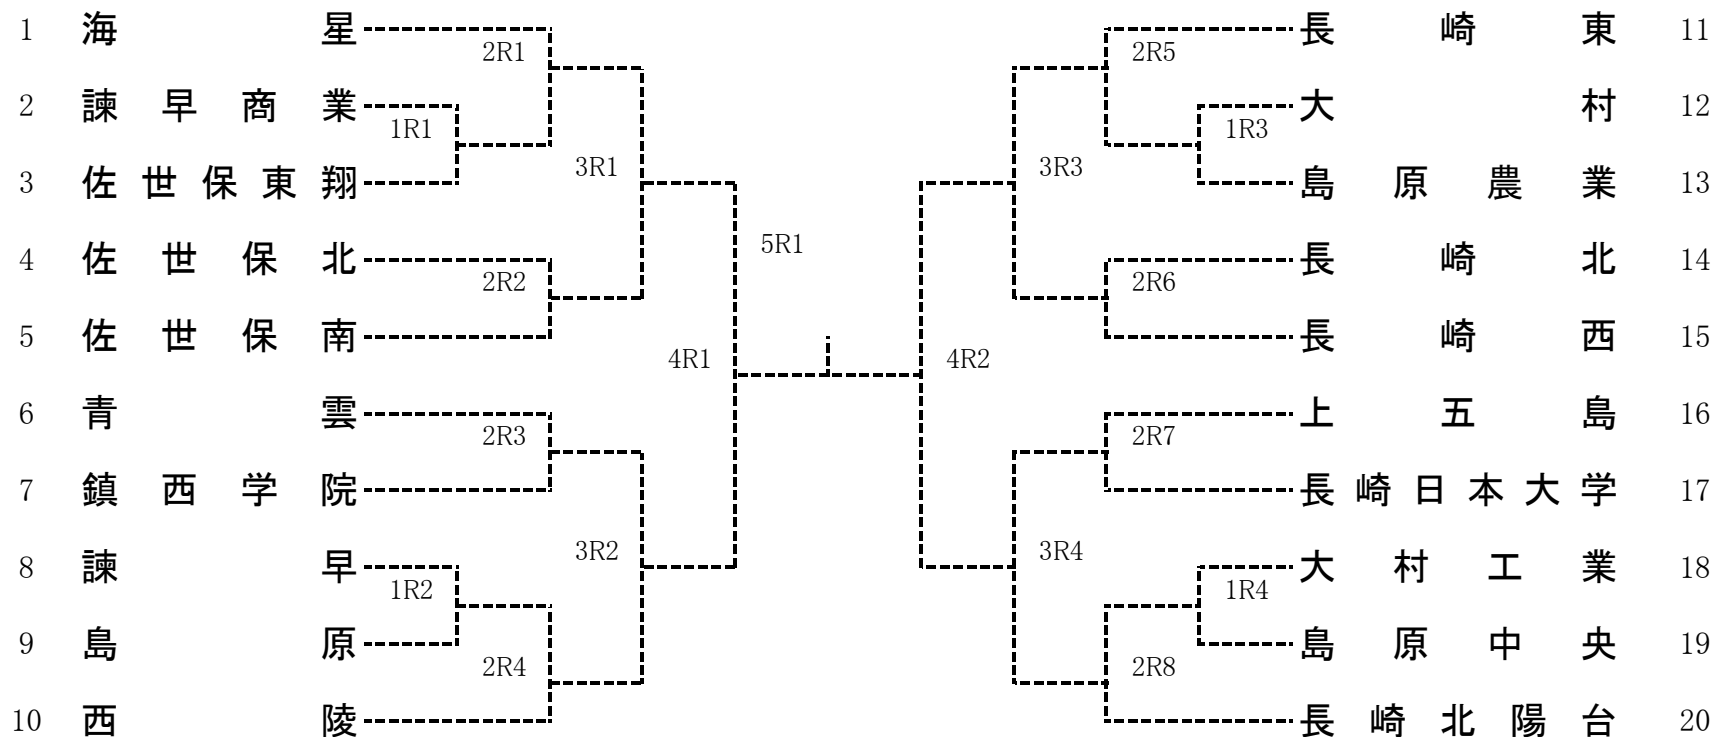 1 海星 長崎東 11
2R1 2R5
2 諫早商業 大村 12
1R1 1R3
3R1 3R3
3 佐世保東翔 島原農業 13
5R1
4 佐世保北 長崎北 14
2R2 2R6
5 佐世保南 長崎西 15
4R1 4R2
6 青雲 上五島 16
2R3 2R7
7 鎮西学院 長崎日本大学 17
3R2 3R4
8 諫早 大村工業 18
1R2 1R4
9 島原 島原中央 19
2R4 2R8
10 西陵 長崎北陽台 20